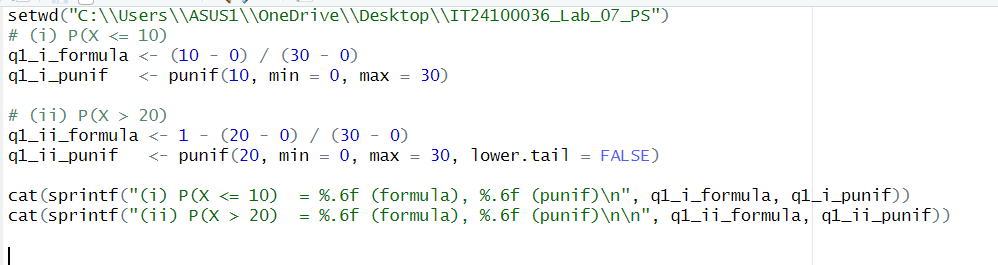 setwd("C:\\Users\\ASUS1\\OneDrive\\Desktop\\IT24100036_Lab_07_PS")
# (i) P(X <= 10)
q1_i_formula <- (10 - 0) / (30 - 0)
q1_i_punif   <- punif(10, min = 0, max = 30)

# (ii) P(X > 20)
q1_ii_formula <- 1 - (20 - 0) / (30 - 0)
q1_ii_punif   <- punif(20, min = 0, max = 30, lower.tail = FALSE)

cat(sprintf("(i) P(X <= 10)  = %.6f (formula), %.6f (punif)\n", q1_i_formula, q1_i_punif))
cat(sprintf("(ii) P(X > 20)  = %.6f (formula), %.6f (punif)\n\n", q1_ii_formula, q1_ii_punif))